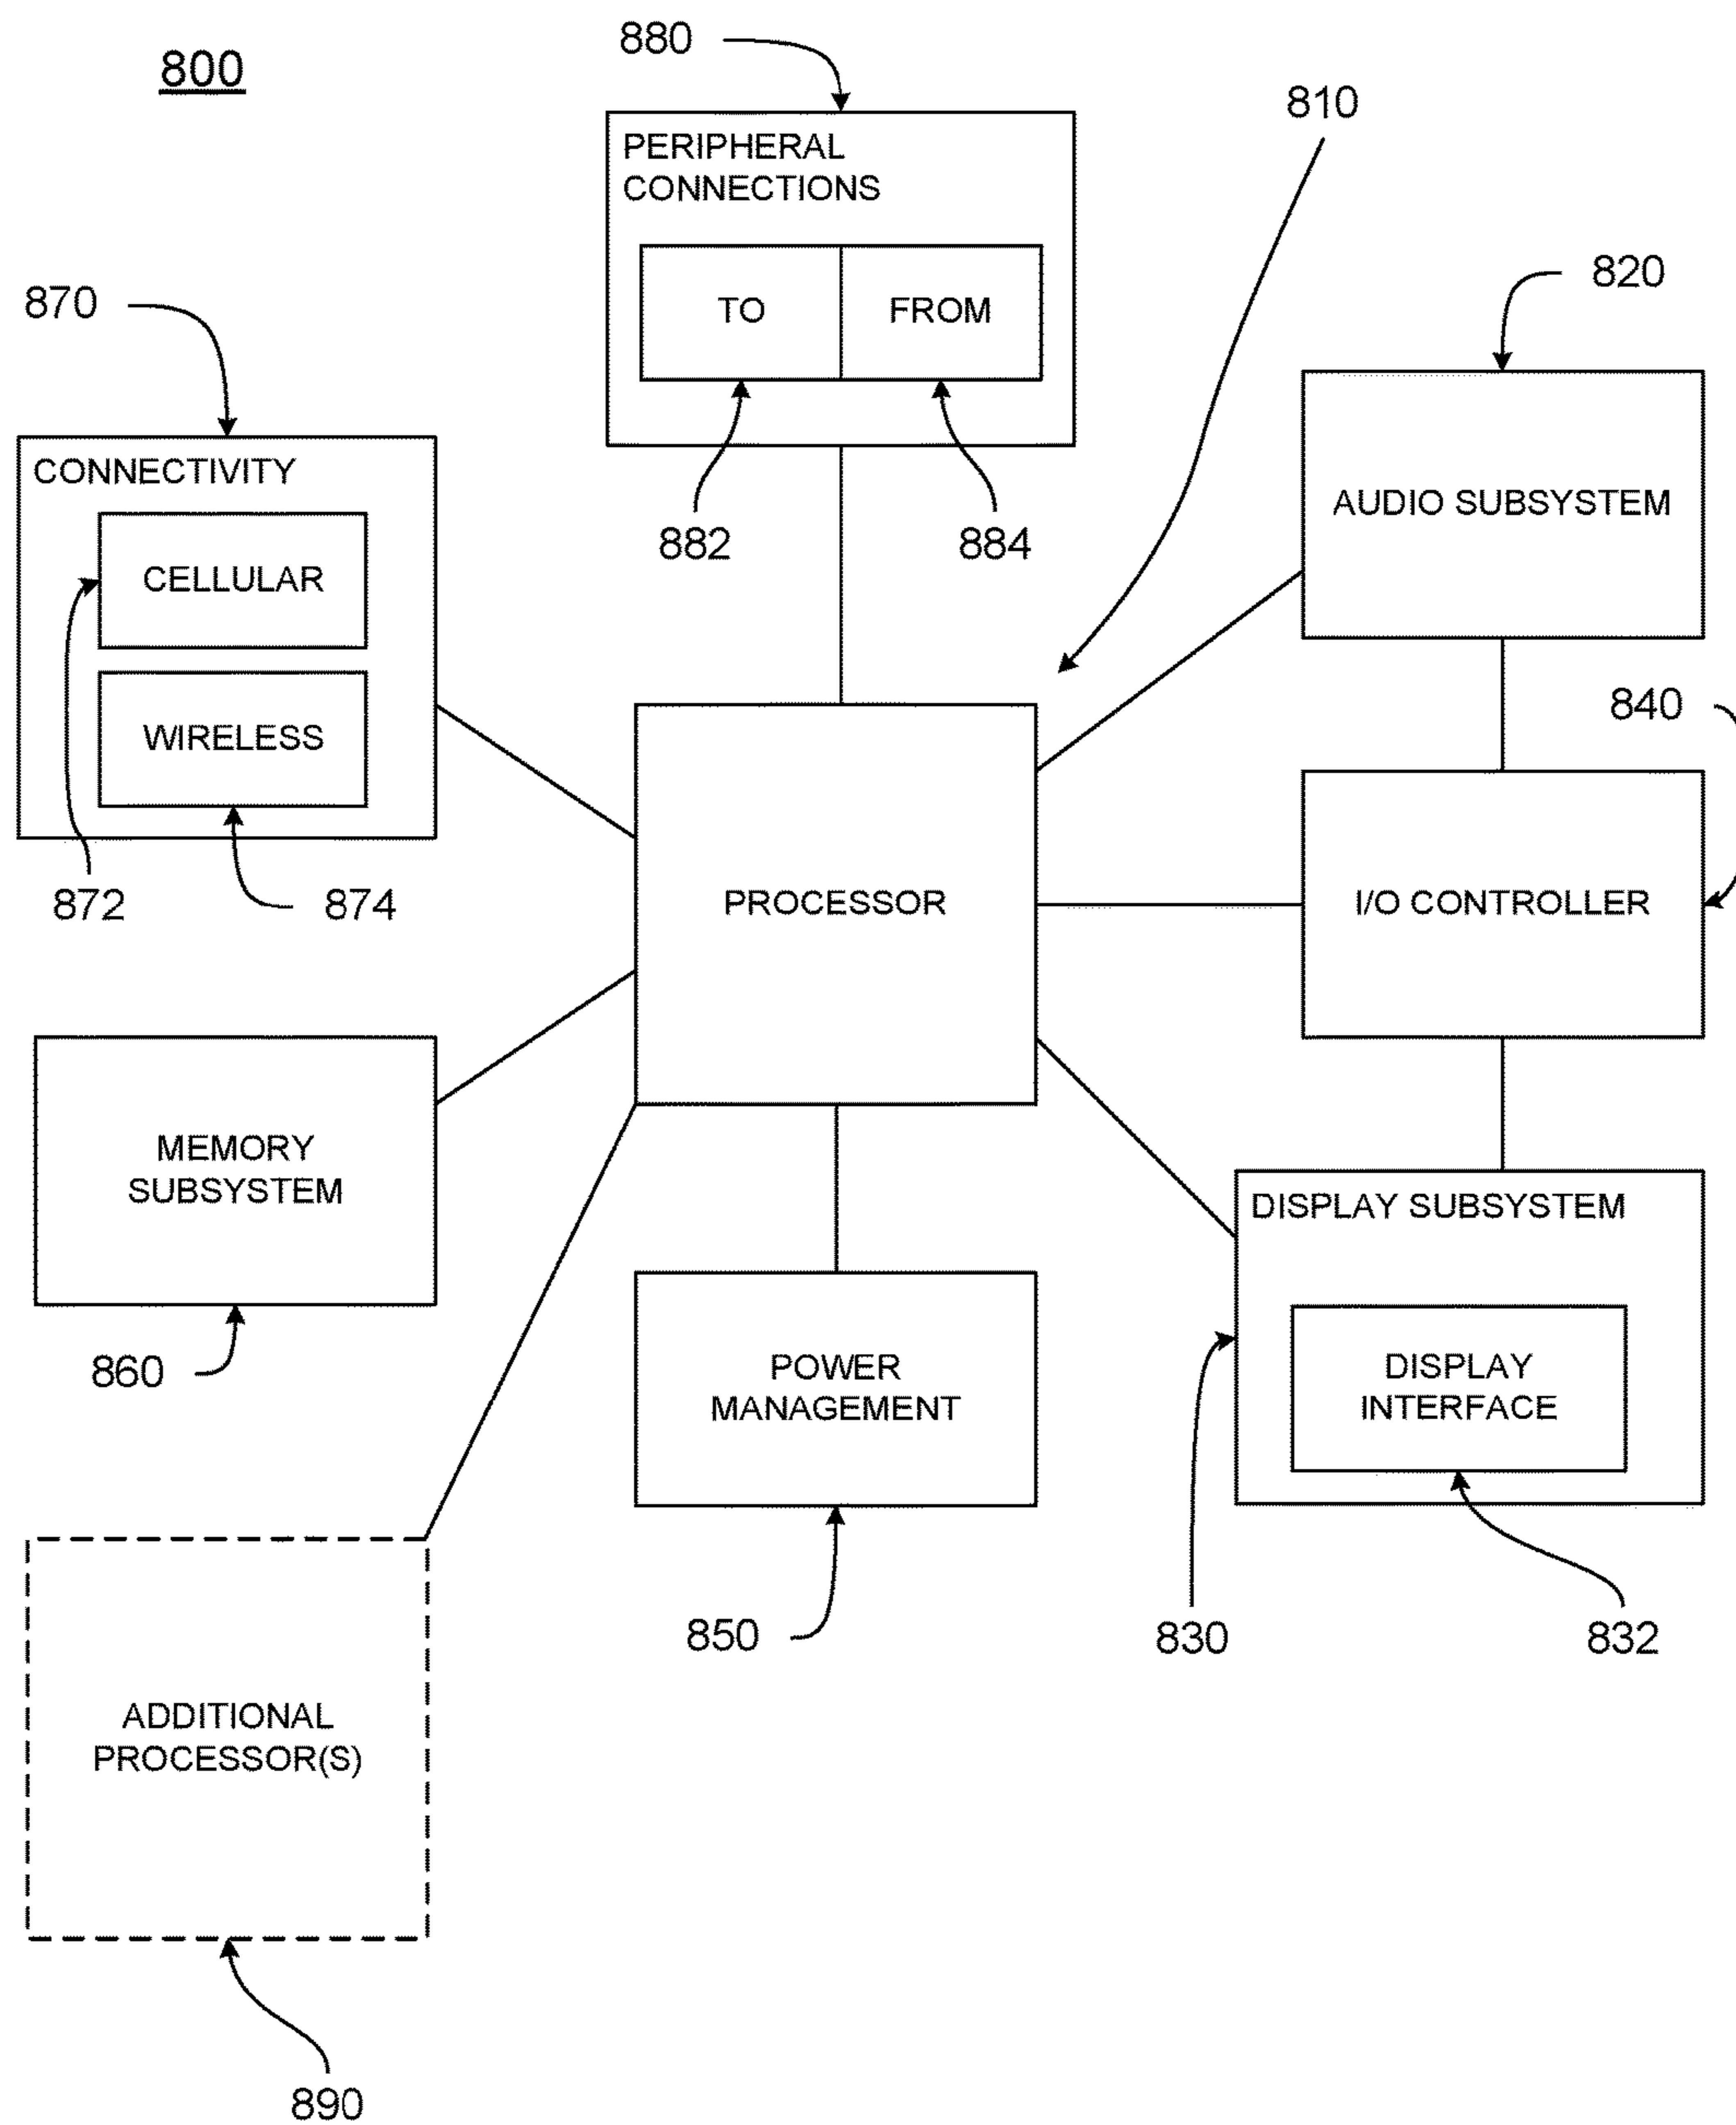 880
800
810
PERIPHERAL
CONNECTIONS
820
870
TO
FROM
CONNECTIVITY
AUDIO SUBSYSTEM
882
884
CELLULAR
840
WIRELESS
872
874
PROCESSOR
I/O CONTROLLER
MEMORY
SUBSYSTEM
DISPLAY SUBSYSTEM
860
POWER
MANAGEMENT
DISPLAY
INTERFACE
850
830
832
ADDITIONAL
PROCESSOR(S)
890